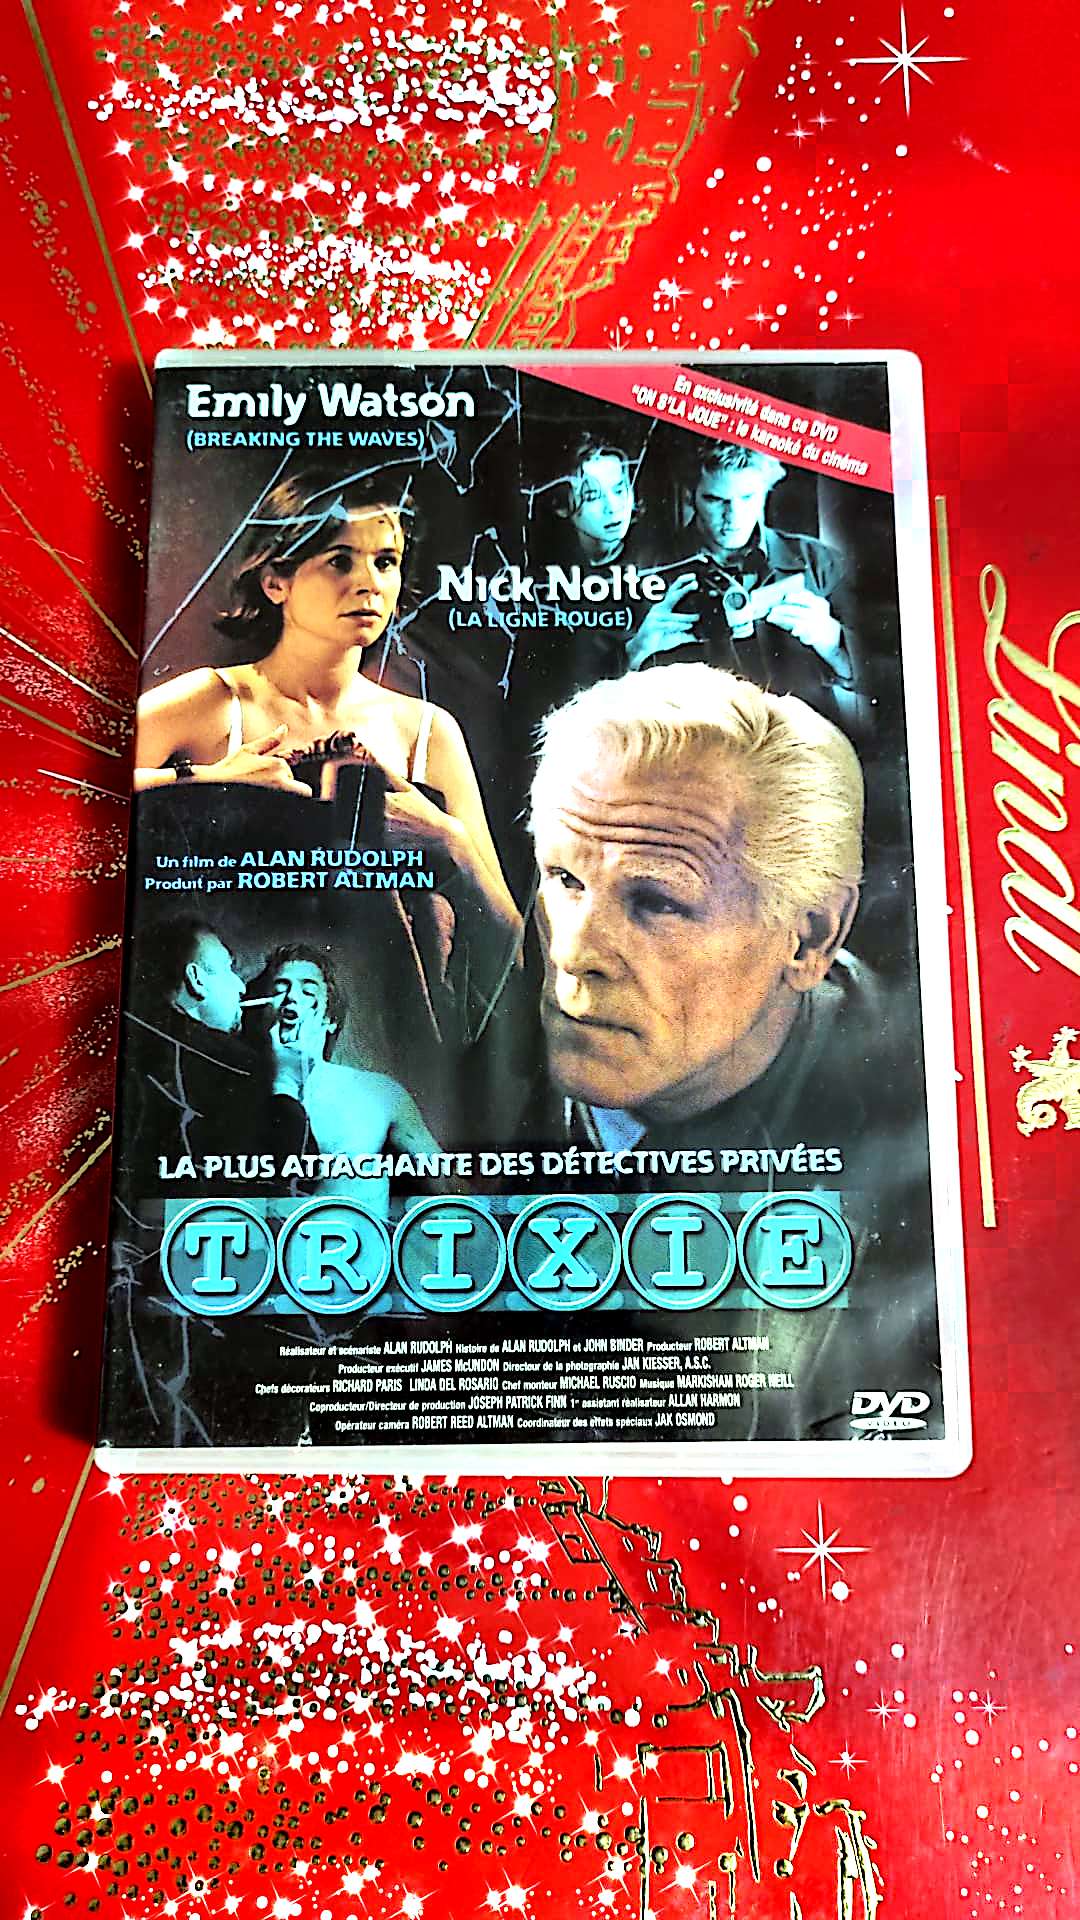 Emily Watson
(BREAKING THE WAVES)
En exclusivité dans ce DVD
"ON S'LA JOUE" : le karaoké du cinéma
Nick Nolte
(LA LIGNE ROUGE)
Lindt
Un film de ALAN RUDOLPH
Produit par ROBERT ALTMAN
LA PLUS ATTACHANTE DES DÉTECTIVES PRIVÉES
TRIXIE
Réalisateur et scénariste ALAN RUDOLPH Histoire de ALAN RUDOLPH et JOHN BINDER Producteur ROBERT ALTMAN
Producteur exécutif JAMES McLINDON Directeur de la photographie JAN KIESSER, A.S.C.
Chefs décorateurs RICHARD PARIS LINDA DEL ROSARIO Chef monteur MICHAEL RUSCIO Musique MARK ISHAM ROGER NEILL
Coproducteur/Directeur de production JOSEPH PATRICK FINN 1er assistant réalisateur ALLAN HARMON
Opérateur caméra ROBERT REED ALTMAN Coordinateur des effets spéciaux JAK OSMOND
DVD
VIDEO